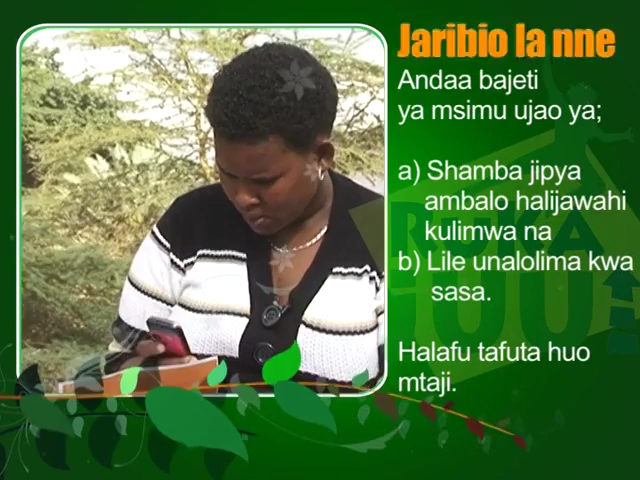 Jaribio la nne
Andaa bajeti
ya msimu ujao ya;
a) Shamba jipya
ambalo halijawahi
kulimwa na
b) Lile unalolima kwa
sasa.
Halafu tafuta huo
mtaji.